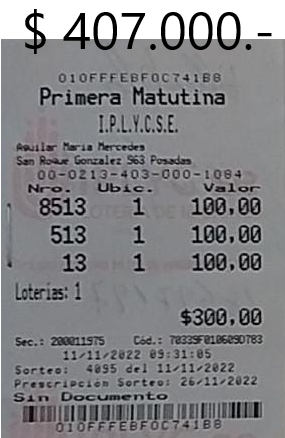 $ 407.000.-
010FFFEBF0C741B8
Primera Matutina
I.P.L.Y.C.S.E.
Aguilar Maria Mercedes
San Roque Gonzalez 963 Posadas
00-0213-403-000-1084
Nro. Ubic. Valor
8513 1 100,00
513 1 100,00
13 1 100,00
Loterias: 1
$300,00
Sec.: 200011975 Cód.: 70339F010609D783
11/11/2022 09:31:05
Sorteo: 4095 del 11/11/2022
Prescripción Sorteo: 26/11/2022
Sin Documento
010FFFEBF0C741B8